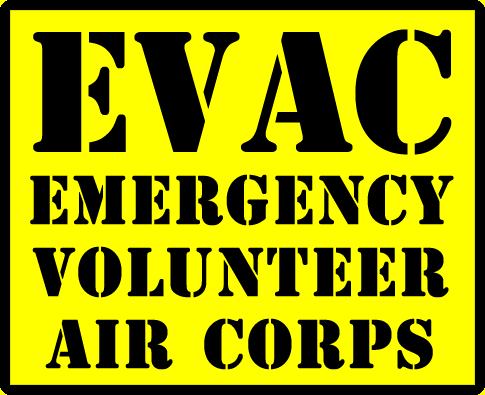 EVAC
EMERGENCY
VOLUNTEER
AIR CORPS